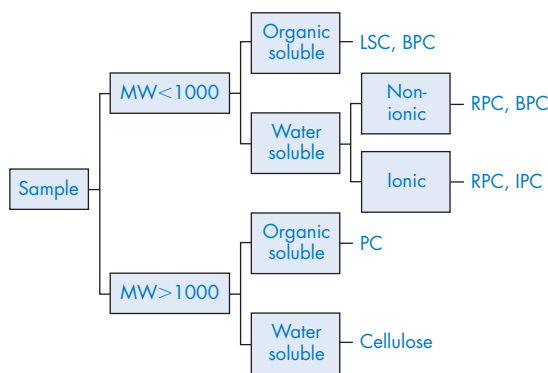 Organic
soluble
LSC, BPC
MW<1000
Non-
ionic
RPC, BPC
Water
soluble
Ionic
RPC, IPC
Sample
Organic
soluble
PC
MW>1000
Water
soluble
Cellulose